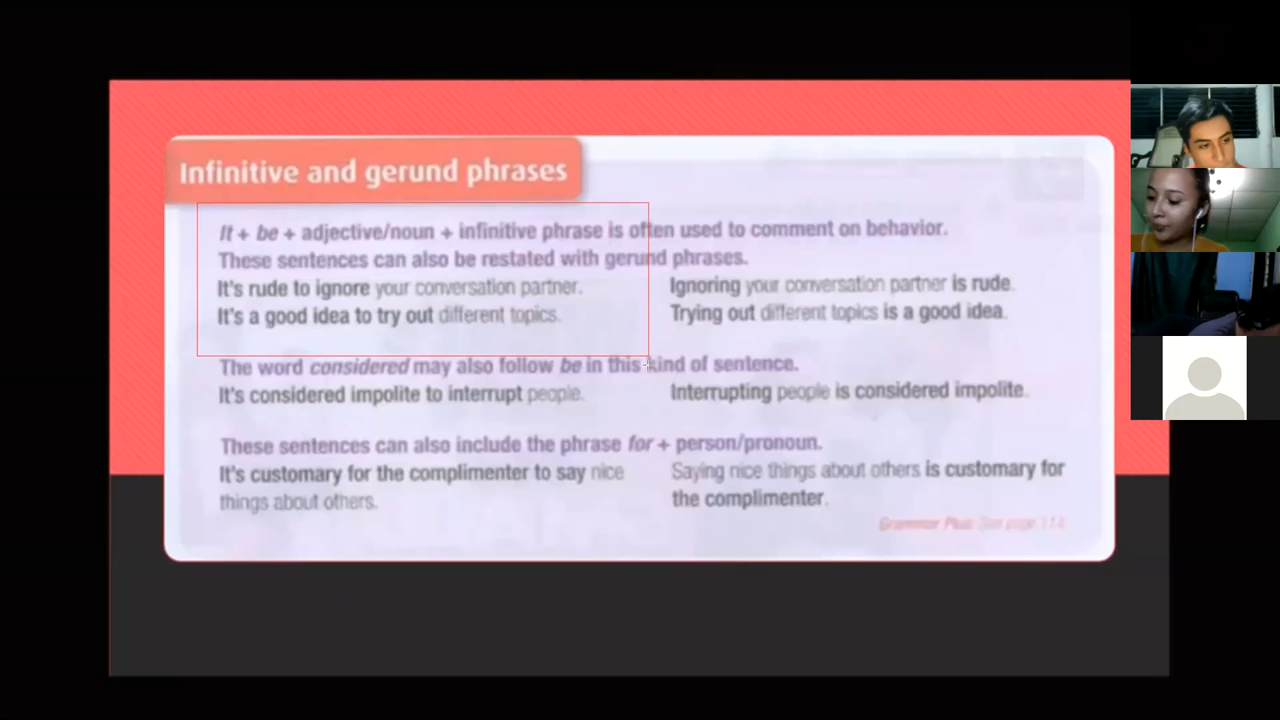 Infinitive and gerund phrases
It + be + adjective/noun + infinitive phrase is often used to comment on behavior.
These sentences can also be restated with gerund phrases.
It's rude to ignore your conversation partner. Ignoring your conversation partner is rude.
It's a good idea to try out different topics. Trying out different topics is a good idea.
The word considered may also follow be in this kind of sentence.
It's considered impolite to interrupt people. Interrupting people is considered impolite.
These sentences can also include the phrase for + person/pronoun.
It's customary for the complimenter to say nice Saying nice things about others is customary for
things about others. the complimenter.
Grammar Plus: See page 114